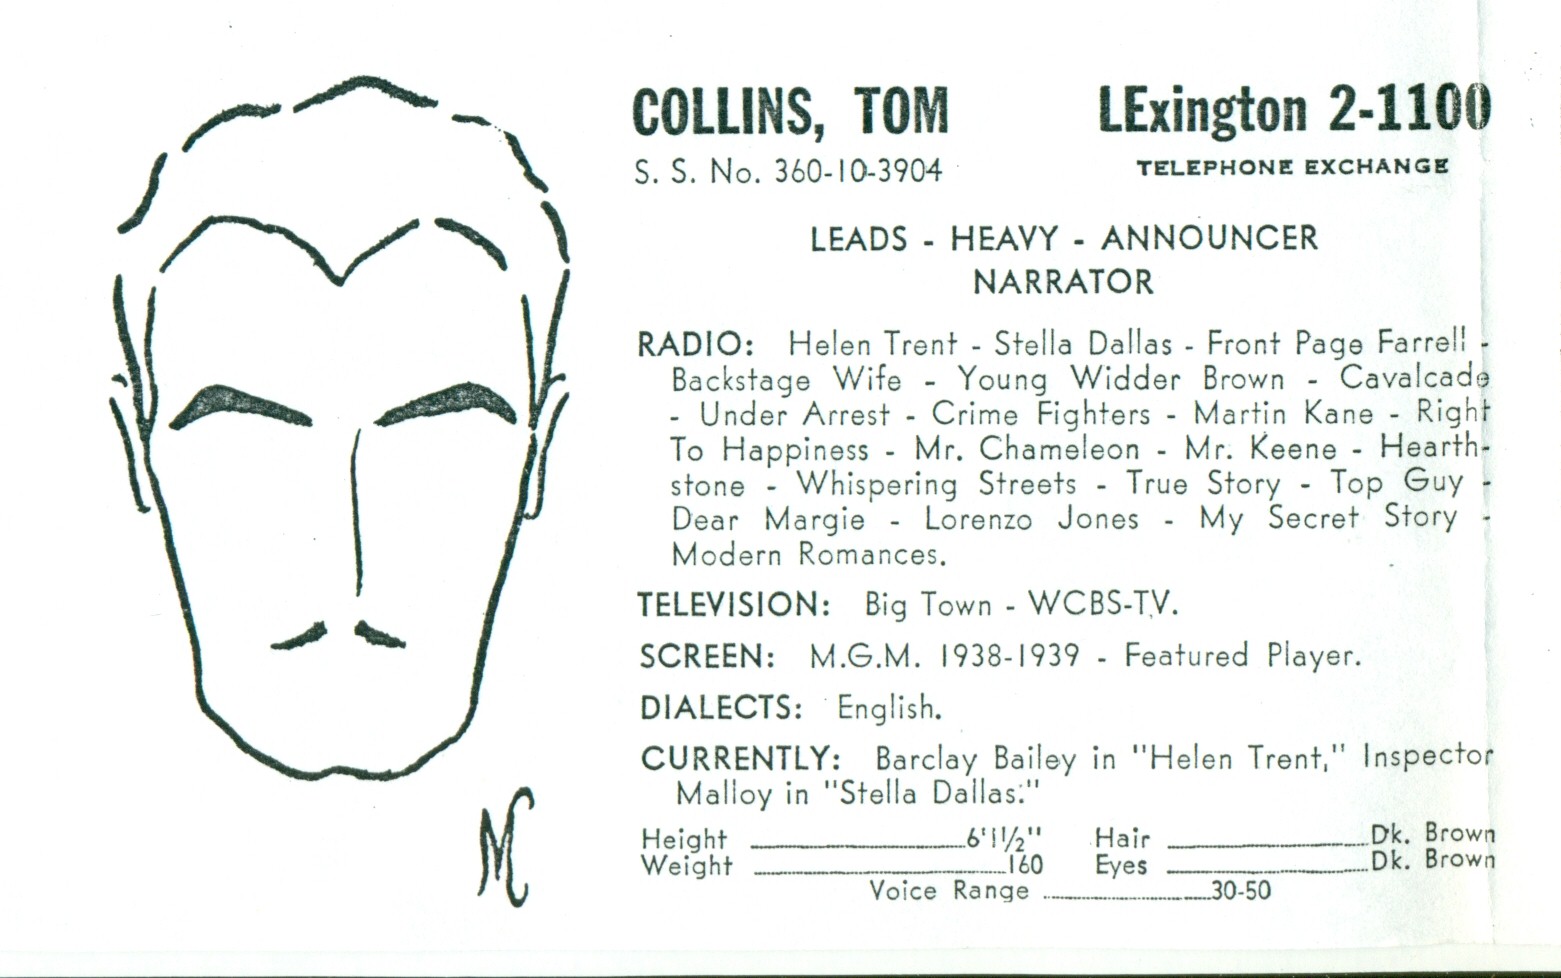 COLLINS, TOM LExington 2-1100
S. S. No. 360-10-3904 TELEPHONE EXCHANGE
LEADS - HEAVY - ANNOUNCER
NARRATOR
RADIO: Helen Trent - Stella Dallas - Front Page Farrell -
Backstage Wife - Young Widder Brown - Cavalcade
- Under Arrest - Crime Fighters - Martin Kane - Right
To Happiness - Mr. Chameleon - Mr. Keene - Hearth-
stone - Whispering Streets - True Story - Top Guy -
Dear Margie - Lorenzo Jones - My Secret Story -
Modern Romances.
TELEVISION: Big Town - WCBS-TV.
SCREEN: M.G.M. 1938-1939 - Featured Player.
DIALECTS: English.
CURRENTLY: Barclay Bailey in "Helen Trent," Inspector
Malloy in "Stella Dallas."
Height 6'1½" Hair Dk. Brown
Weight 160 Eyes Dk. Brown
Voice Range 30-50